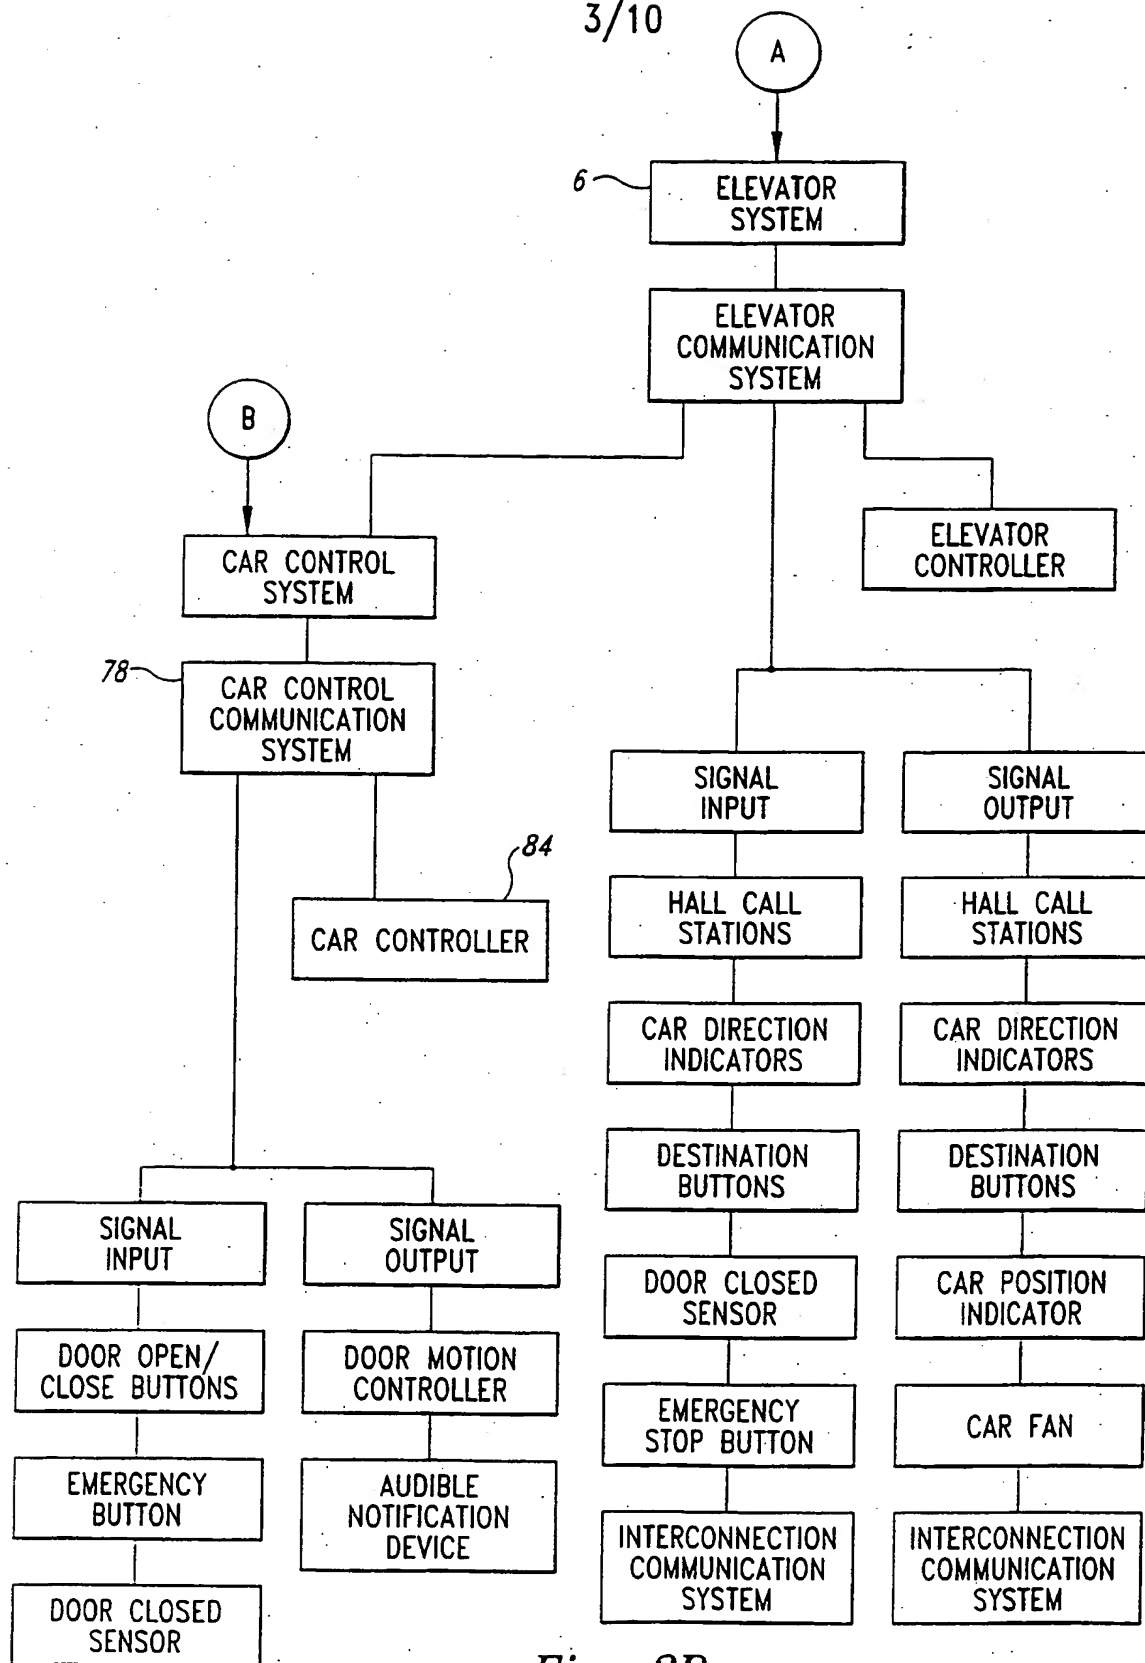 3/10
A
6
ELEVATOR
SYSTEM
ELEVATOR
COMMUNICATION
SYSTEM
B
ELEVATOR
CONTROLLER
CAR CONTROL
SYSTEM
78
CAR CONTROL
COMMUNICATION
SYSTEM
84
CAR CONTROLLER
SIGNAL
INPUT
DOOR OPEN/
CLOSE BUTTONS
EMERGENCY
BUTTON
DOOR CLOSED
SENSOR
SIGNAL
OUTPUT
DOOR MOTION
CONTROLLER
AUDIBLE
NOTIFICATION
DEVICE
SIGNAL
INPUT
HALL CALL
STATIONS
CAR DIRECTION
INDICATORS
DESTINATION
BUTTONS
DOOR CLOSED
SENSOR
EMERGENCY
STOP BUTTON
INTERCONNECTION
COMMUNICATION
SYSTEM
SIGNAL
OUTPUT
HALL CALL
STATIONS
CAR DIRECTION
INDICATORS
DESTINATION
BUTTONS
CAR POSITION
INDICATOR
CAR FAN
INTERCONNECTION
COMMUNICATION
SYSTEM